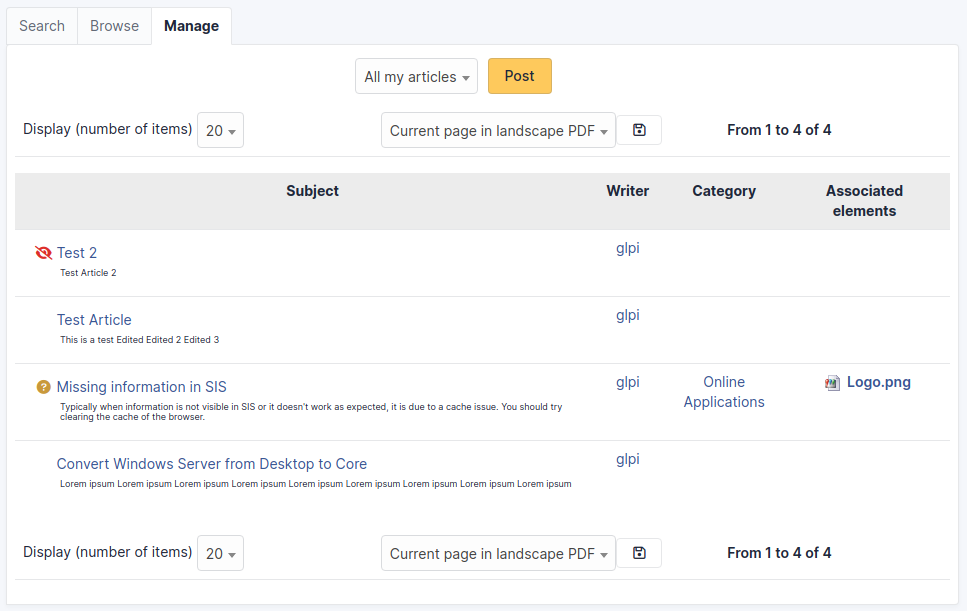 Search Browse Manage
All my articles Post
Display (number of items) 20 Current page in landscape PDF From 1 to 4 of 4
Subject Writer Category Associated
elements
Test 2 glpi
Test Article 2
Test Article glpi
This is a test Edited Edited 2 Edited 3
? Missing information in SIS glpi Online Logo.png
Applications
Typically when information is not visible in SIS or it doesn't work as expected, it is due to a cache issue. You should try
clearing the cache of the browser.
Convert Windows Server from Desktop to Core glpi
Lorem ipsum Lorem ipsum Lorem ipsum Lorem ipsum Lorem ipsum Lorem ipsum Lorem ipsum Lorem ipsum Lorem ipsum
Display (number of items) 20 Current page in landscape PDF From 1 to 4 of 4